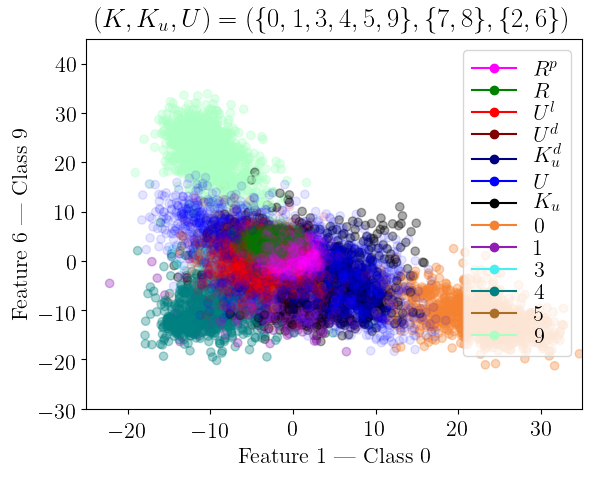 (K, K_u, U) = ({0, 1, 3, 4, 5, 9}, {7, 8}, {2, 6})
40
30
20
10
0
−10
−20
−30
Feature 6 — Class 9
R^p
R
U^l
U^d
K_u^d
U
K_u
0
1
3
4
5
9
−20 −10 0 10 20 30
Feature 1 — Class 0